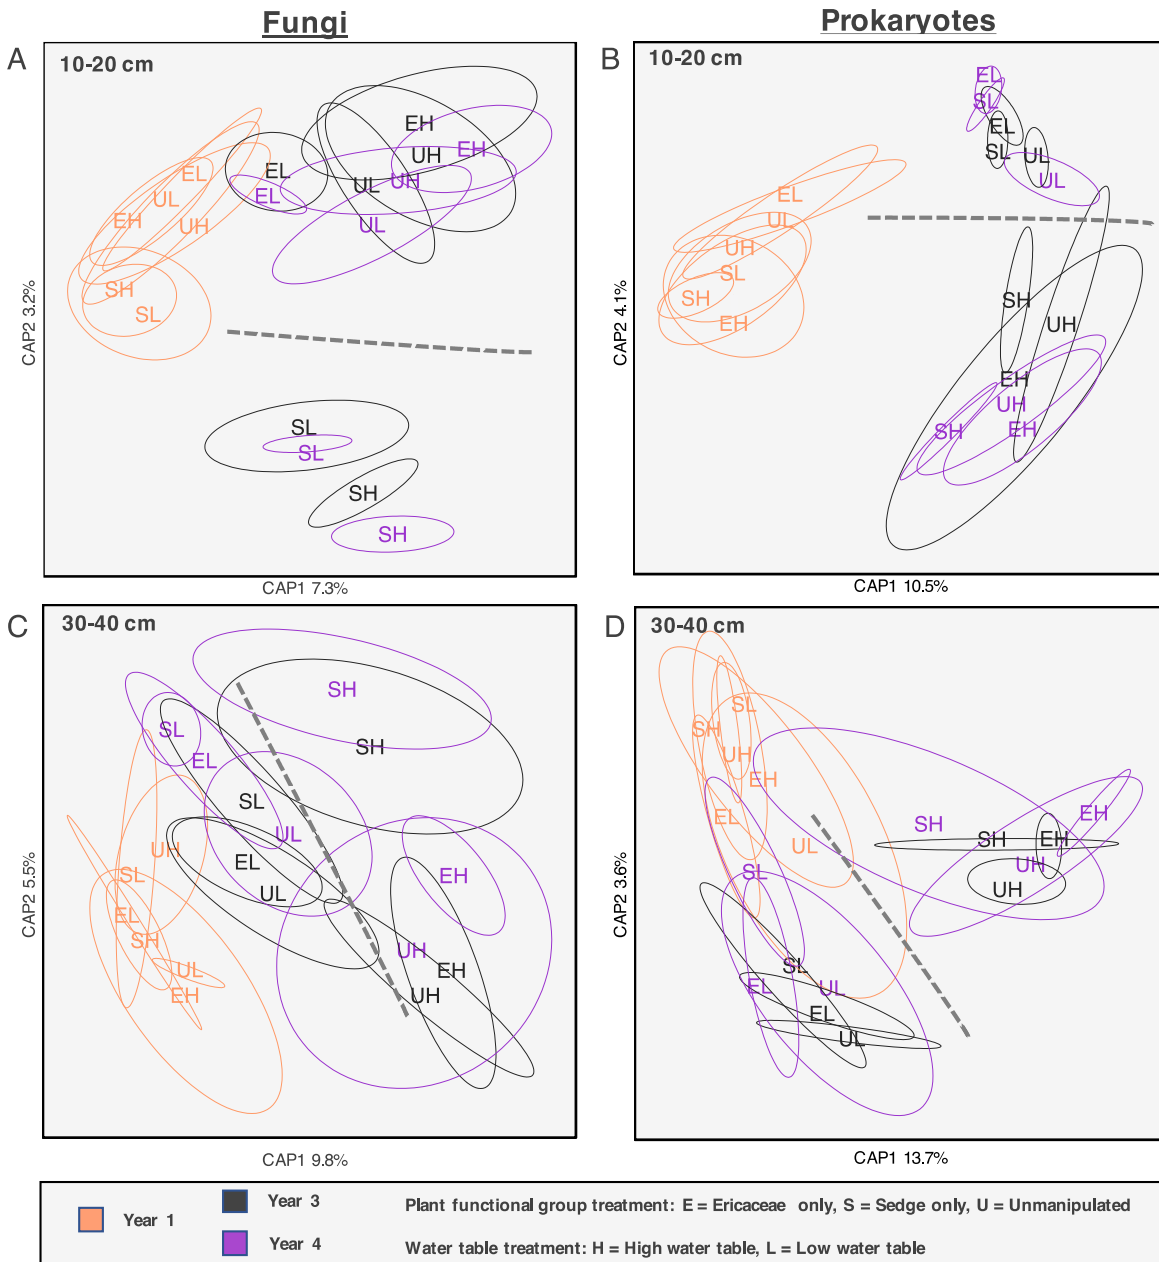 Fungi
Prokaryotes
A
10-20 cm
EH
EL
UH
EH
EL
UL
UH
EL
UL
EH
UH
UL
SH
SL
SL
SL
SH
SH
CAP2 3.2%
CAP1 7.3%
B
10-20 cm
EL
SL
EL
SL
UL
UL
EL
UL
UH
SL
SH
EH
SH
UH
EH
UH
SH
EH
CAP2 4.1%
CAP1 10.5%
C
30-40 cm
SH
SL
SH
EL
SL
UL
UH
EL
SL
UL
EH
EL
SH
UH
UL
EH
EH
UH
CAP2 5.5%
CAP1 9.8%
D
30-40 cm
SL
SH
UH
EH
EL
SH
EH
UL
SH
EH
SL
UH
UH
SL
EL
UL
EL
UL
CAP2 3.6%
CAP1 13.7%
Year 1
Year 3
Year 4
Plant functional group treatment: E = Ericaceae only, S = Sedge only, U = Unmanipulated
Water table treatment: H = High water table, L = Low water table